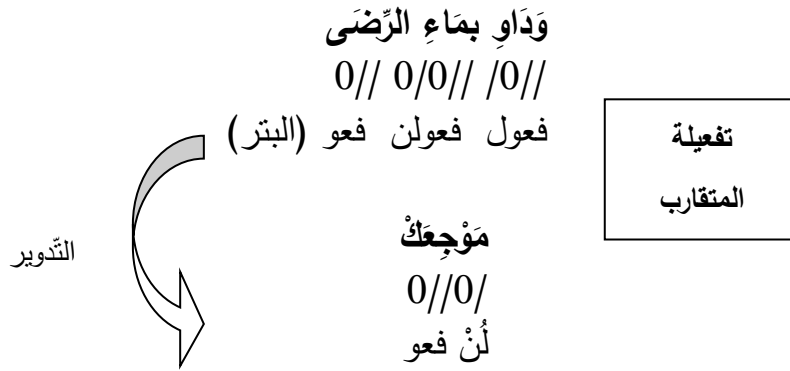 وَدَاوِ بمَاءِ الرِّضَى
//0/ //0/0 //0
فعول فعولن فعو (البتر)
تفعيلة
المتقارب
التّدوير
مَوْجِعَكْ
/0//0
لُنْ فعو